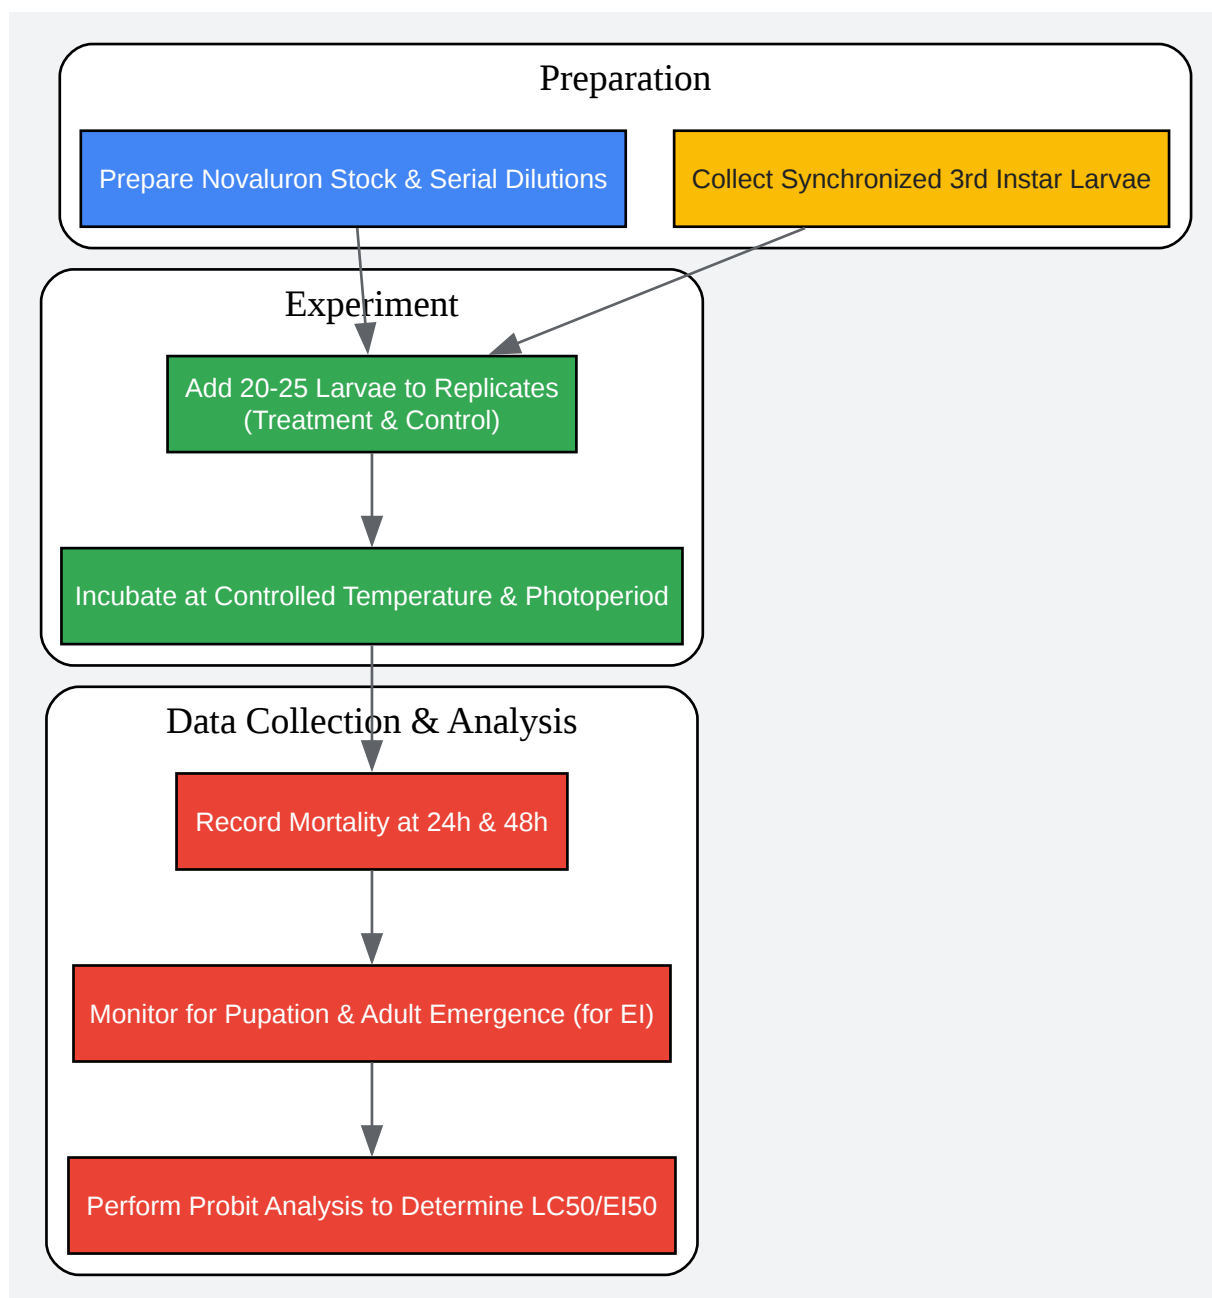 Preparation
Prepare Novaluron Stock & Serial Dilutions
Collect Synchronized 3rd Instar Larvae
Experiment
Add 20-25 Larvae to Replicates
(Treatment & Control)
Incubate at Controlled Temperature & Photoperiod
Data Collection & Analysis
Record Mortality at 24h & 48h
Monitor for Pupation & Adult Emergence (for EI)
Perform Probit Analysis to Determine LC50/EI50